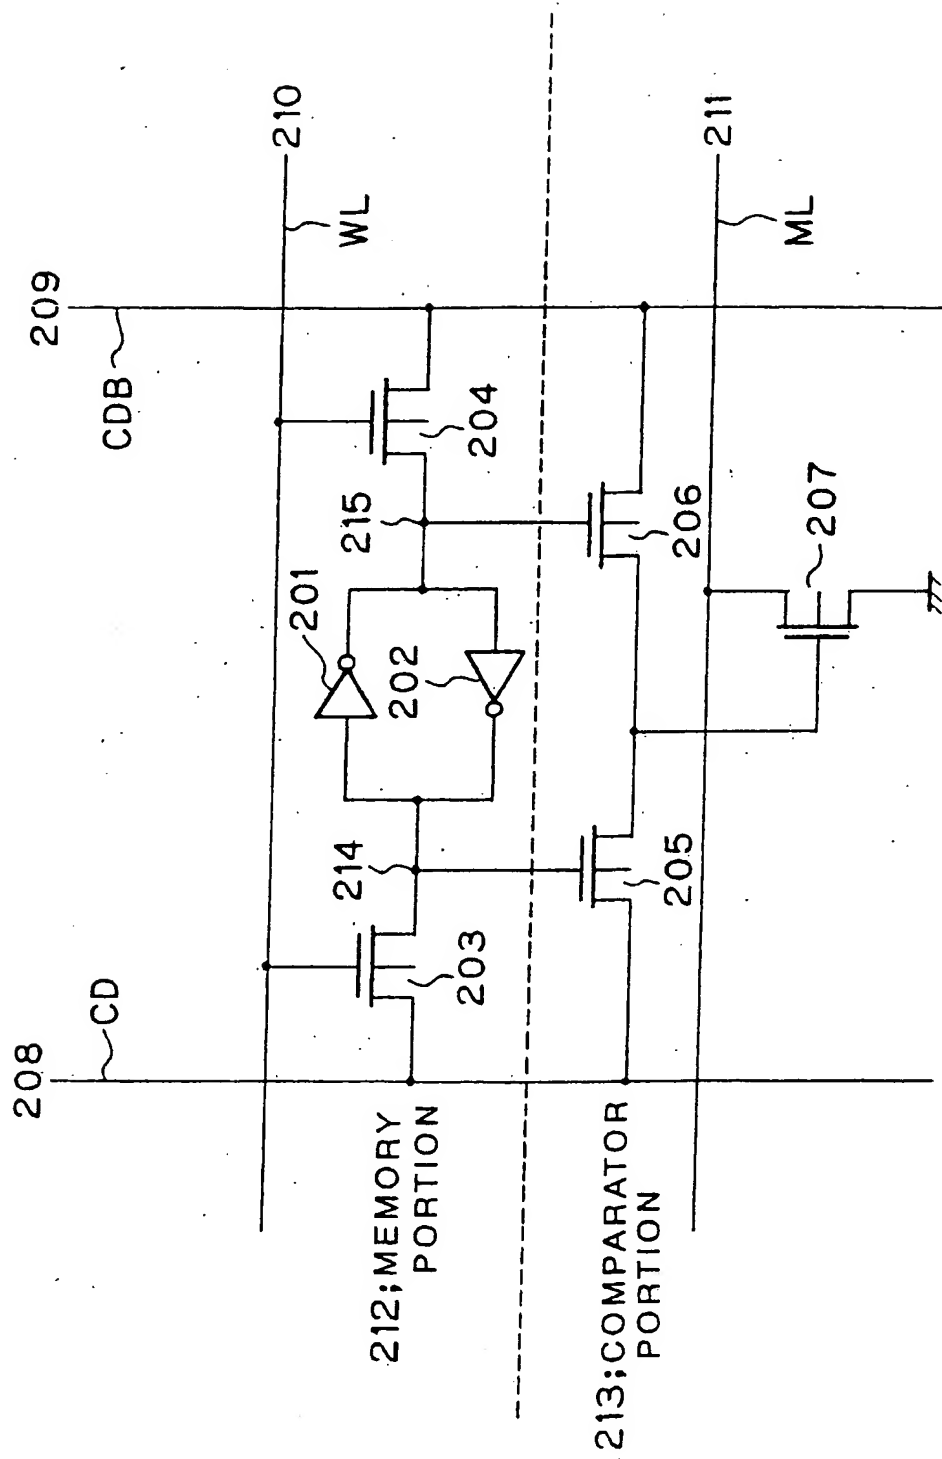 208
CD
209
CDB
210
WL
201
202
203
204
214
215
212;MEMORY
PORTION
213;COMPARATOR
PORTION
205
206
207
211
ML